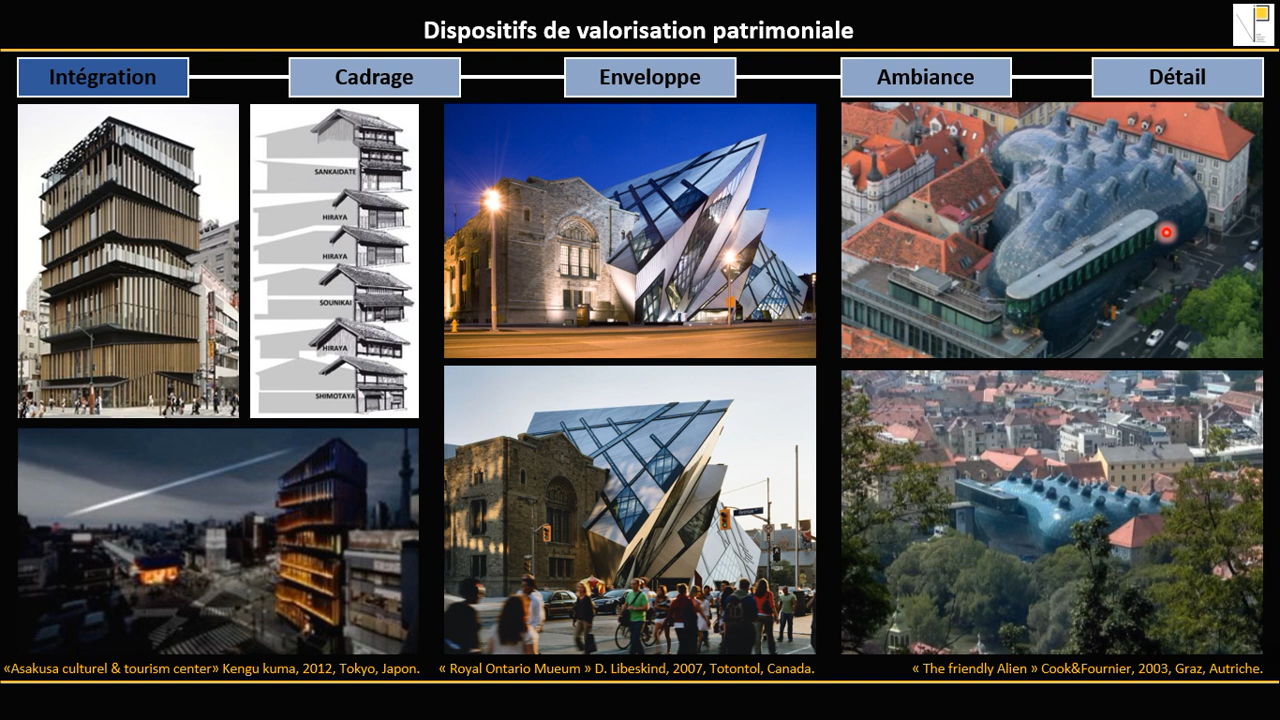 Dispositifs de valorisation patrimoniale
Intégration
Cadrage
Enveloppe
Ambiance
Détail
SANKAIDATE
HIRAYA
HIRAYA
SOUNIKAI
HIRAYA
SHIMOTAYA
«Asakusa culturel & tourism center» Kengu kuma, 2012, Tokyo, Japon.
« Royal Ontario Mueum » D. Libeskind, 2007, Totontol, Canada.
« The friendly Alien » Cook&Fournier, 2003, Graz, Autriche.